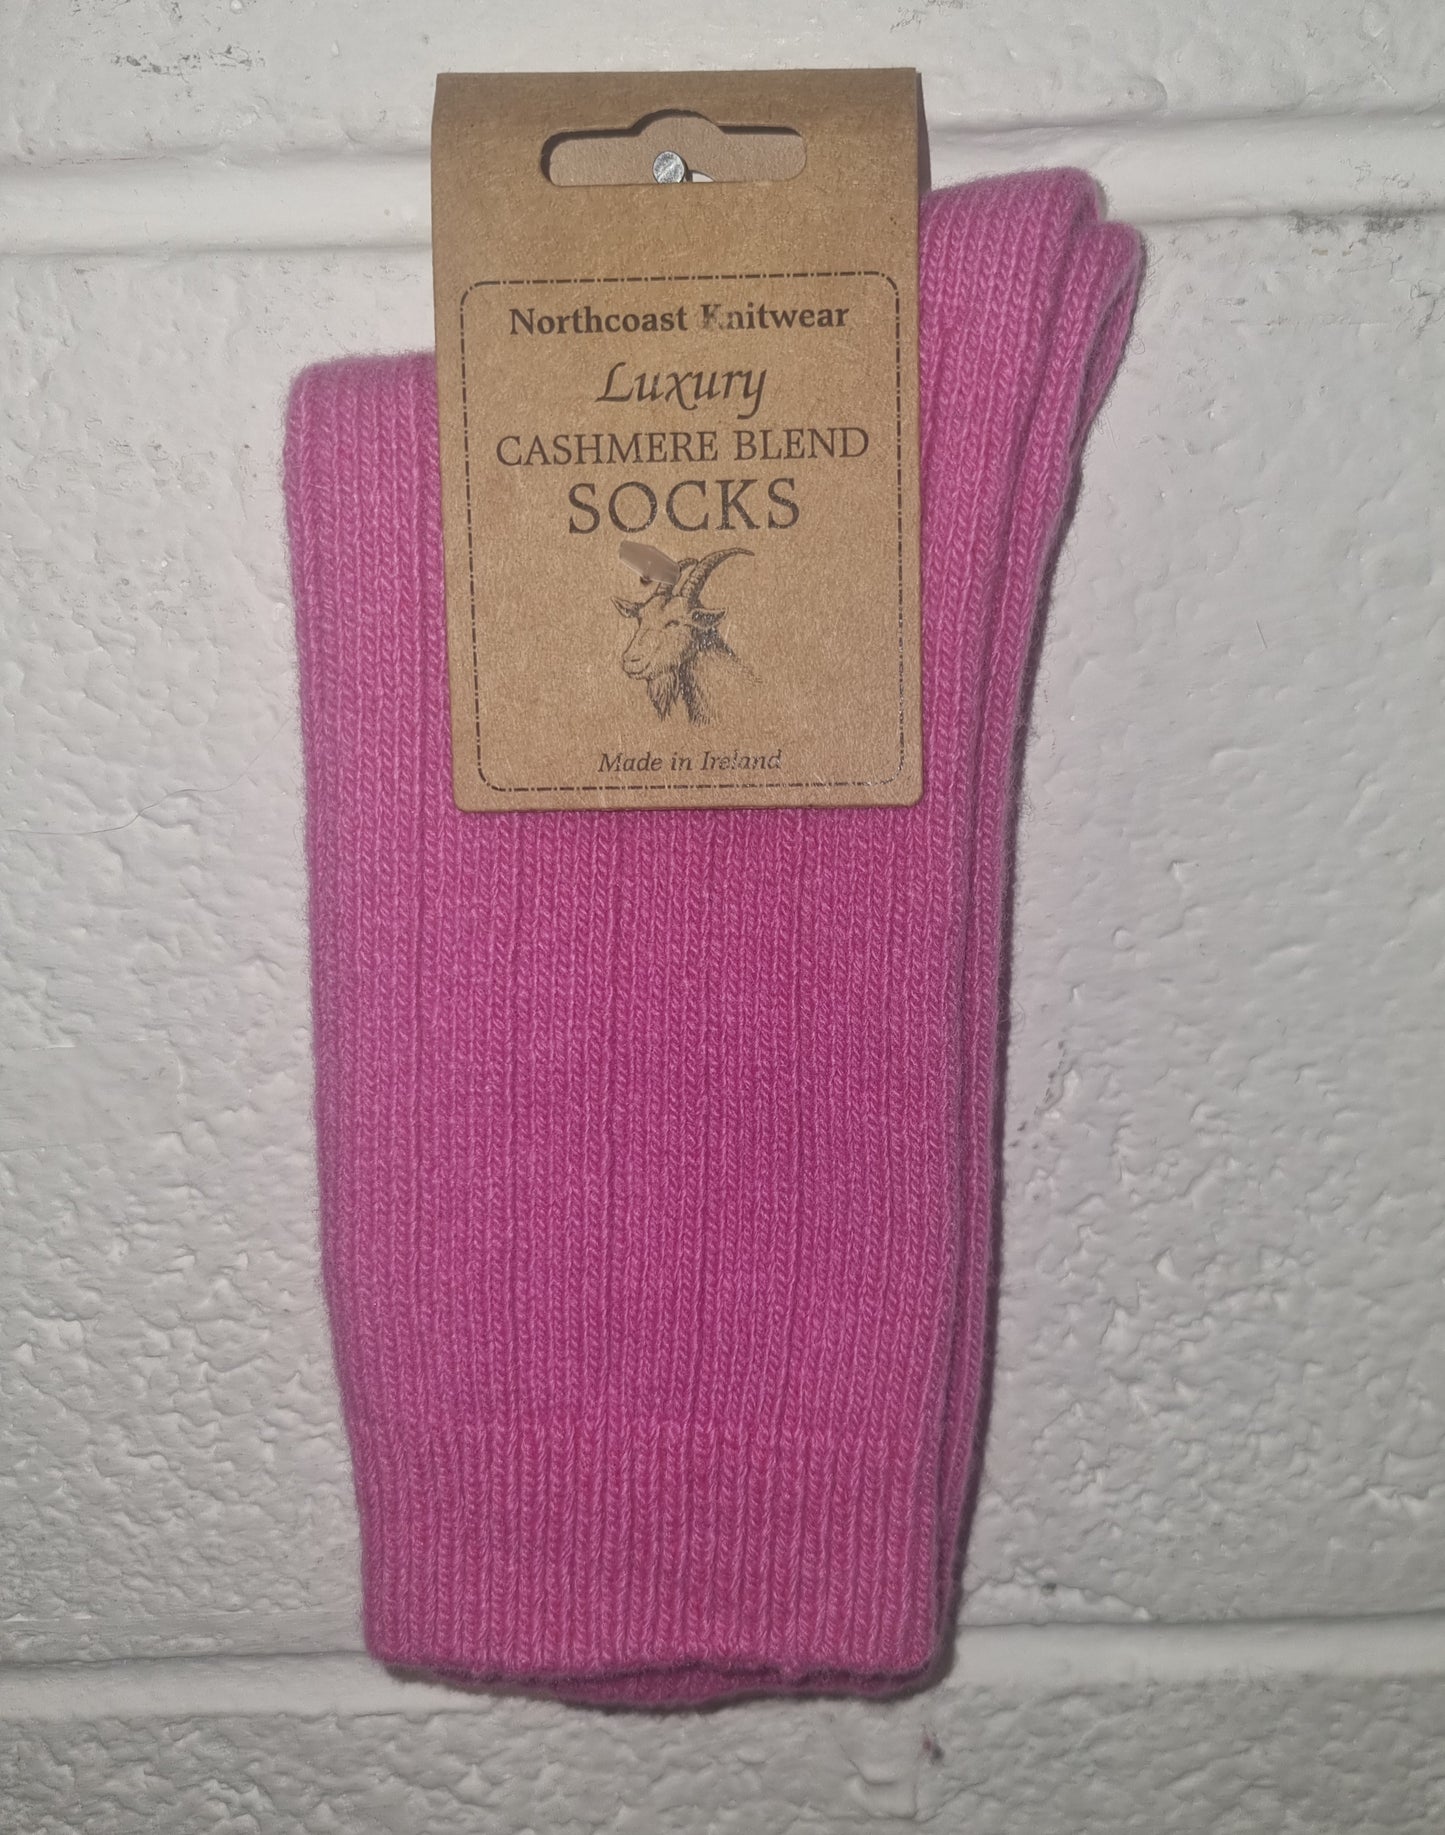 Northcoast Knitwear
Luxury
CASHMERE BLEND
SOCKS
Made in Ireland